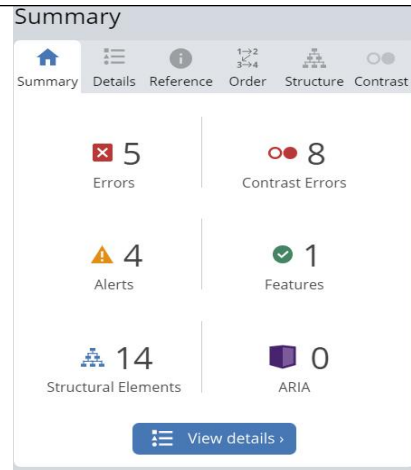 Summary
1→2
3→4
Summary Details Reference Order Structure Contrast
5
Errors
8
Contrast Errors
4
Alerts
1
Features
14
Structural Elements
0
ARIA
View details ›